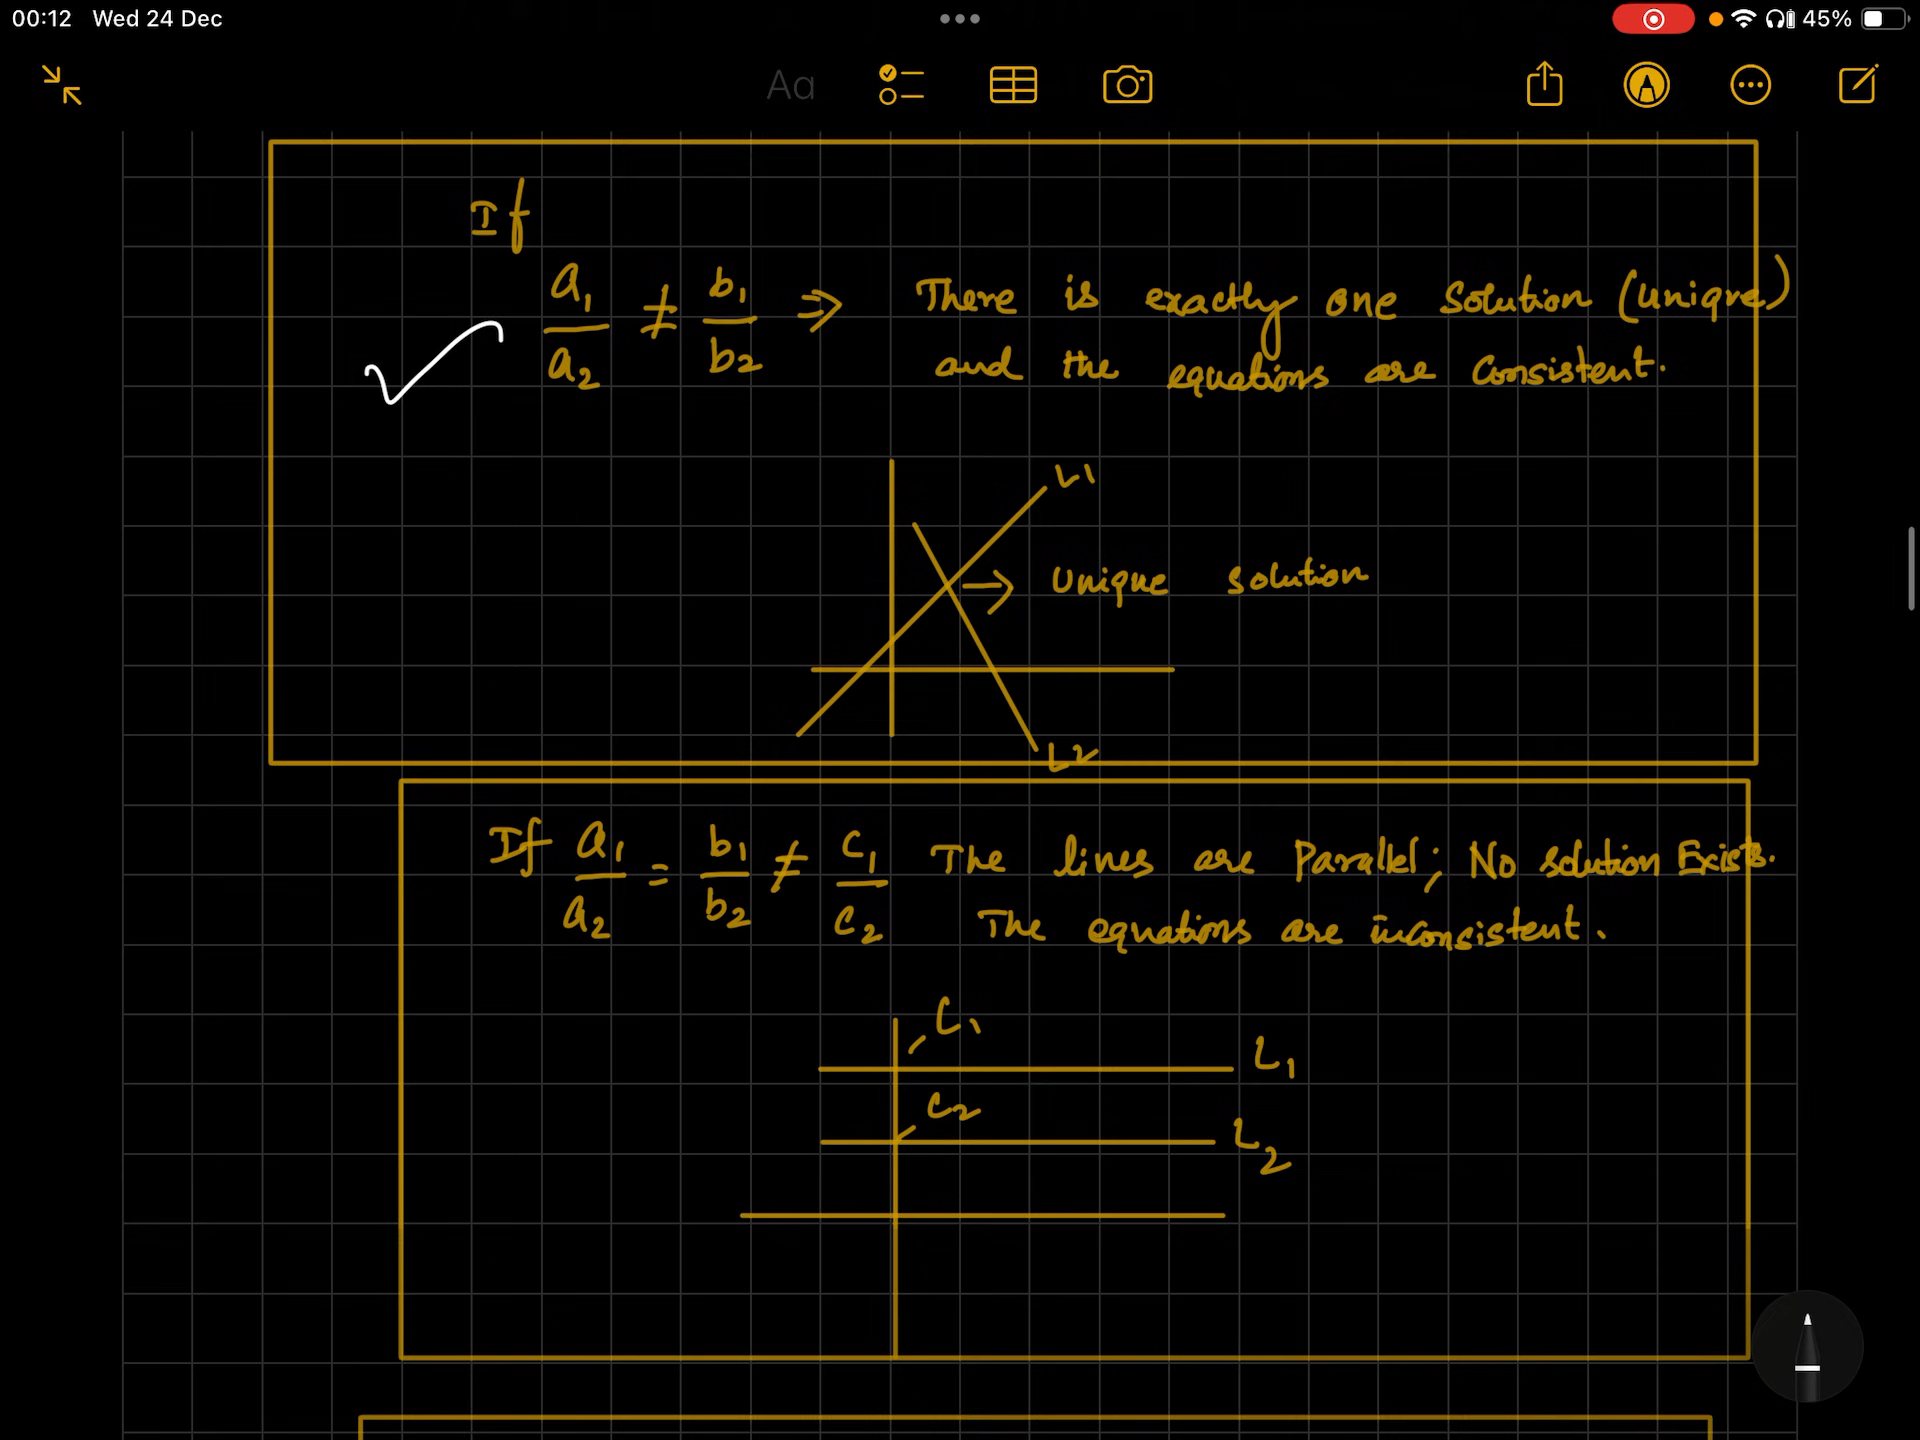 00:12 Wed 24 Dec
45%
Aa
If
a₁/a₂ ≠ b₁/b₂ ⇒ There is exactly one solution (unique)
and the equations are consistent.
L1
→ Unique solution
L2
If a₁/a₂ = b₁/b₂ ≠ c₁/c₂ The lines are Parallel; No solution Exists.
The equations are inconsistent.
C₁
L₁
C₂
L₂